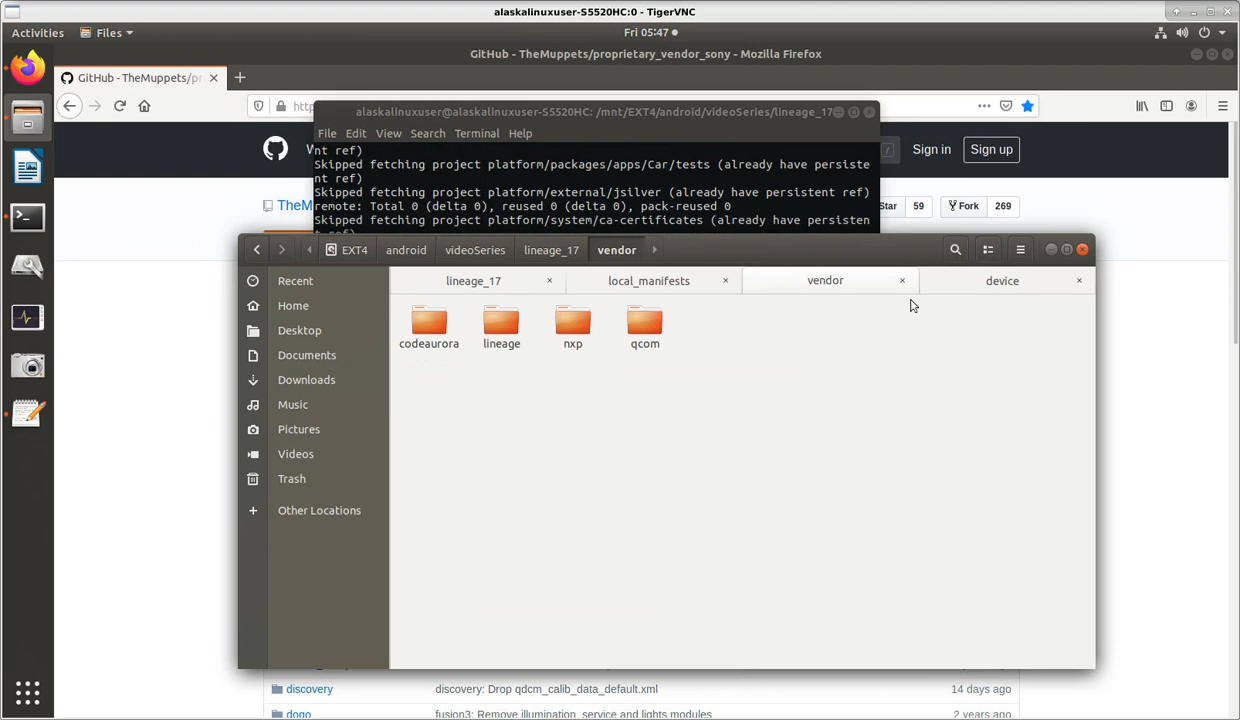 alaskalinuxuser-S5520HC:0 - TigerVNC
Activities
Files
Fri 05:47
GitHub - TheMuppets/proprietary_vendor_sony - Mozilla Firefox
GitHub - TheMuppets/p
alaskalinuxuser@alaskalinuxuser-S5520HC: /mnt/EXT4/android/videoSeries/lineage_17
File Edit View Search Terminal Help
nt ref)
Skipped fetching project platform/packages/apps/Car/tests (already have persiste
nt ref)
Skipped fetching project platform/external/jsilver (already have persistent ref)
remote: Total 0 (delta 0), reused 0 (delta 0), pack-reused 0
Skipped fetching project platform/system/ca-certificates (already have persisten
t ref)
Sign in
Sign up
TheM
Star
59
Fork
269
EXT4
android
videoSeries
lineage_17
vendor
lineage_17
local_manifests
vendor
device
Recent
Home
Desktop
Documents
Downloads
Music
Pictures
Videos
Trash
Other Locations
codeaurora
lineage
nxp
qcom
discovery
discovery: Drop qdcm_calib_data_default.xml
14 days ago
dogo
fusion3: Remove illumination_service and lights modules
2 years ago